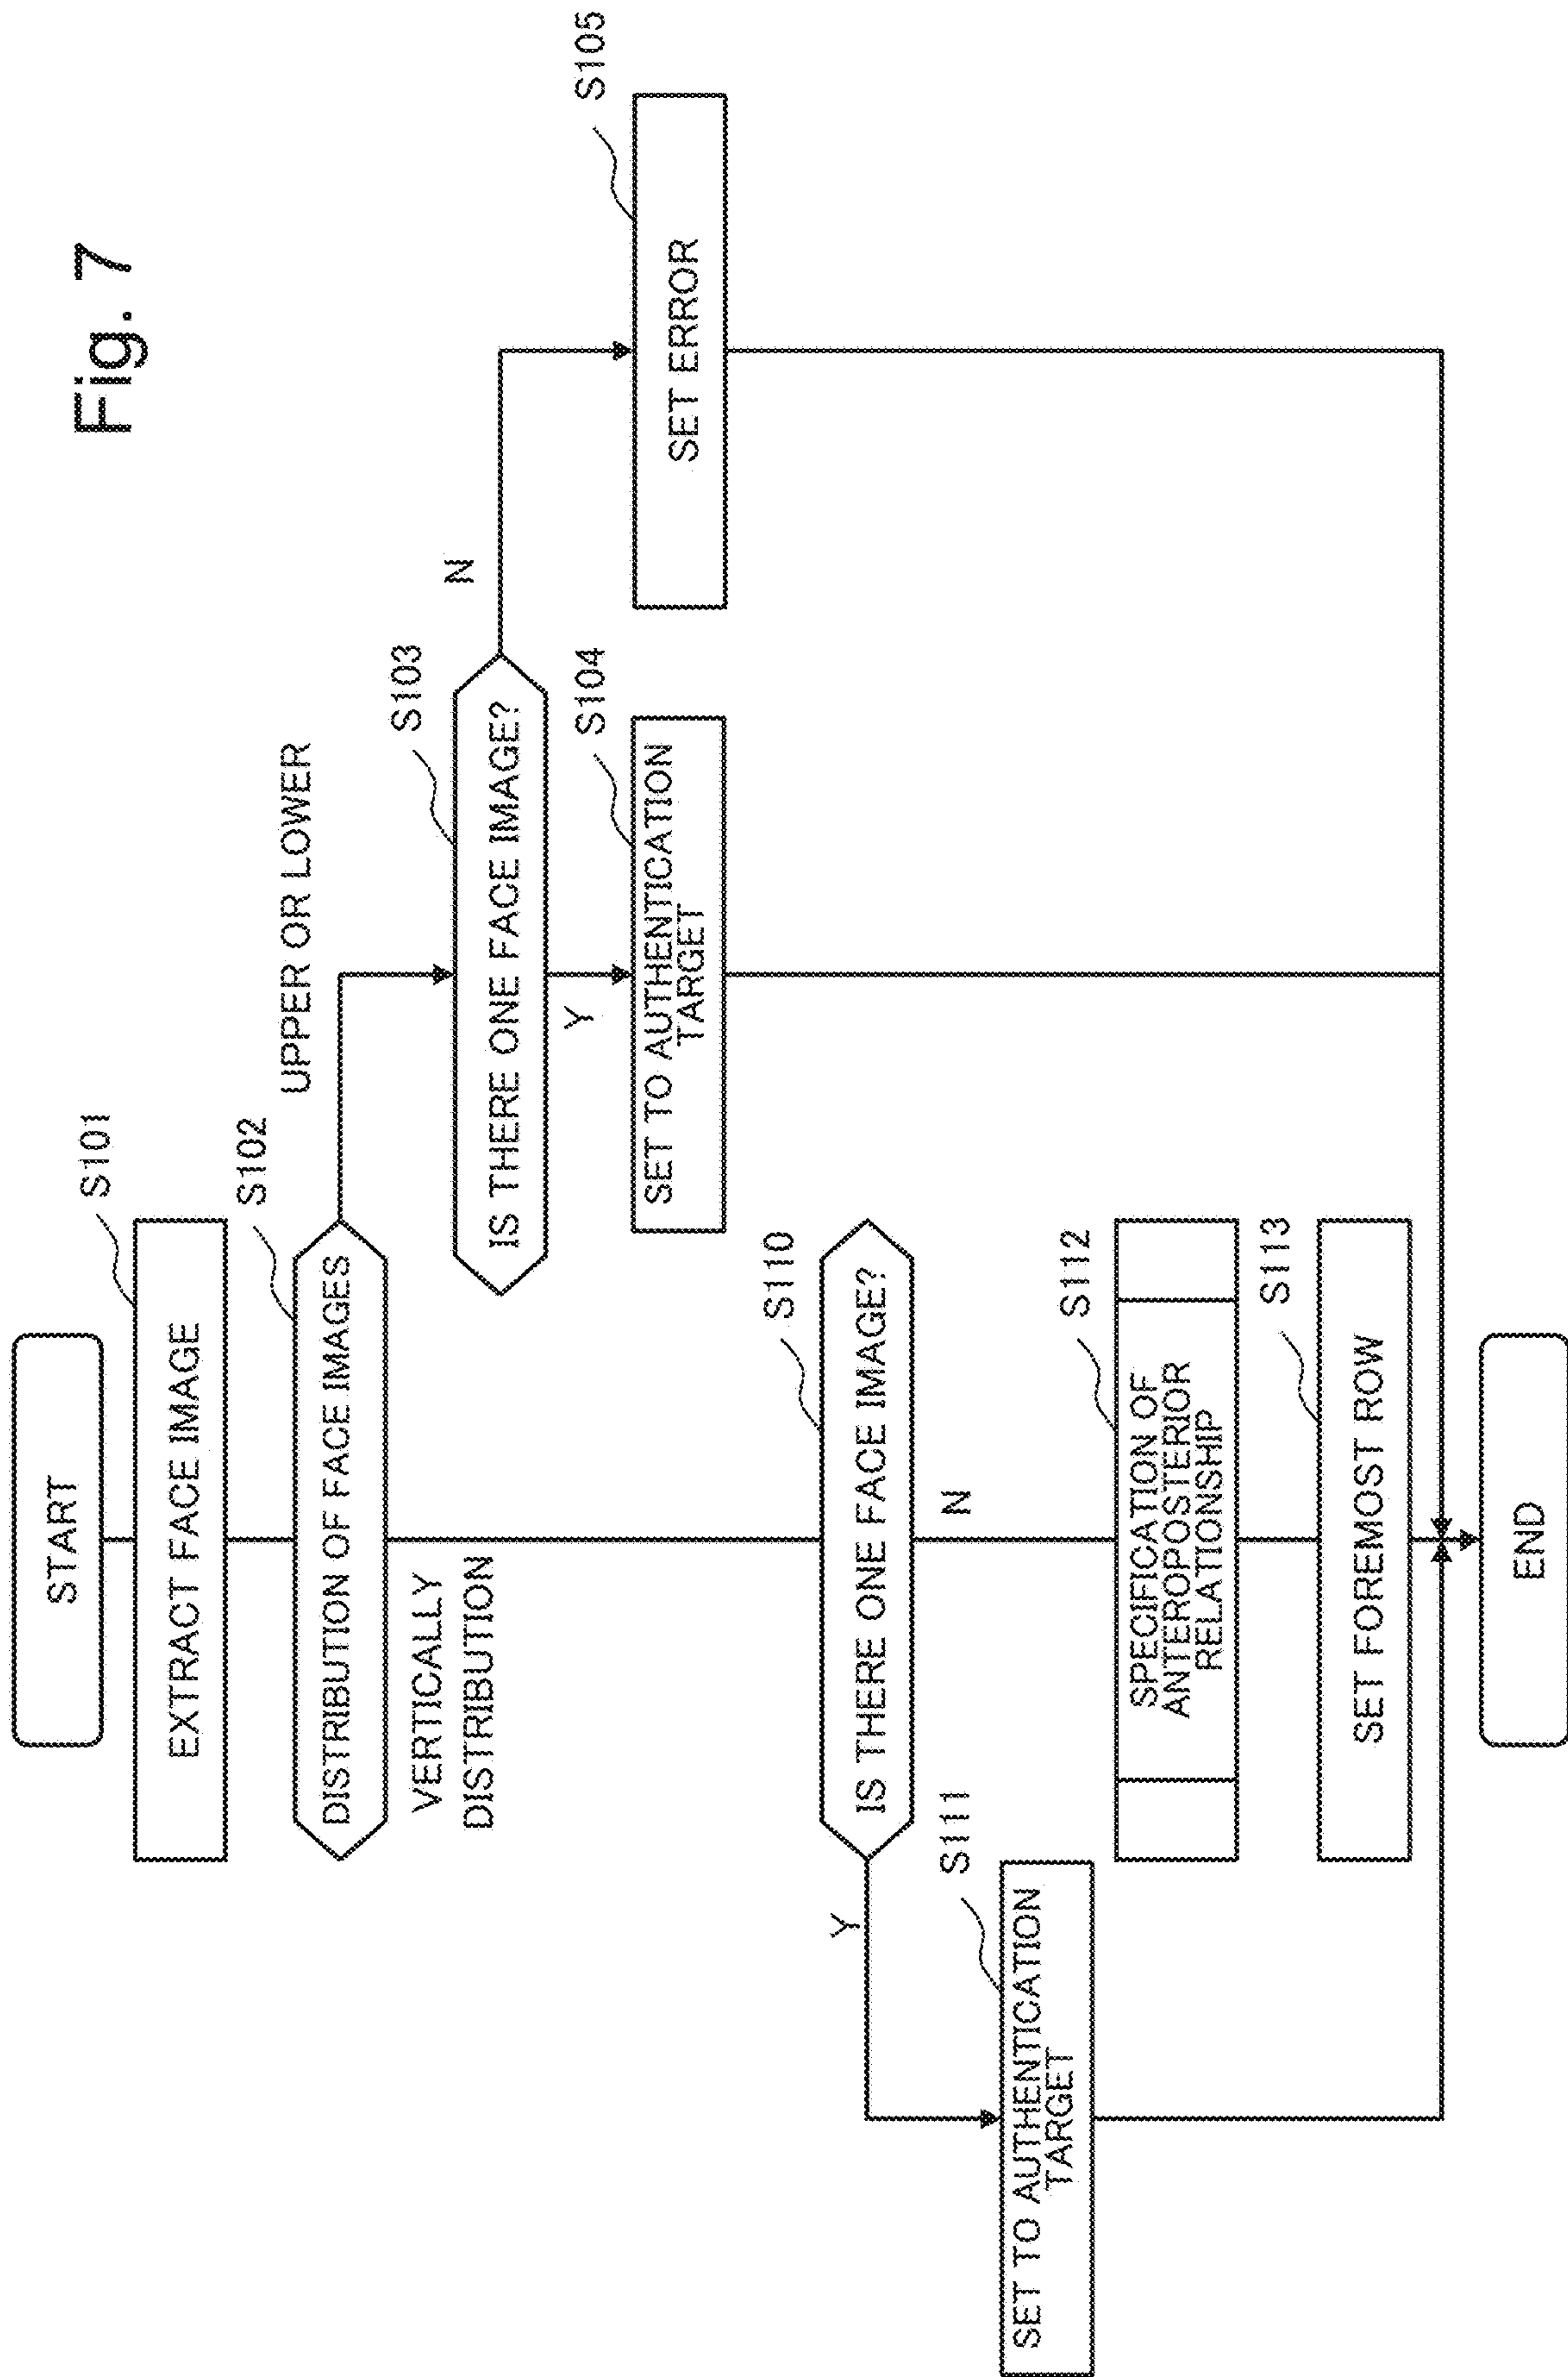 Fig. 7
START
S101
EXTRACT FACE IMAGE
S102
DISTRIBUTION OF FACE IMAGES
UPPER OR LOWER
VERTICALLY
DISTRIBUTION
S103
IS THERE ONE FACE IMAGE?
N
Y
S104
SET TO AUTHENTICATION
TARGET
S105
SET ERROR
S110
IS THERE ONE FACE IMAGE?
Y
N
S111
SET TO AUTHENTICATION
TARGET
S112
SPECIFICATION OF
ANTEROPOSTERIOR
RELATIONSHIP
S113
SET FOREMOST ROW
END